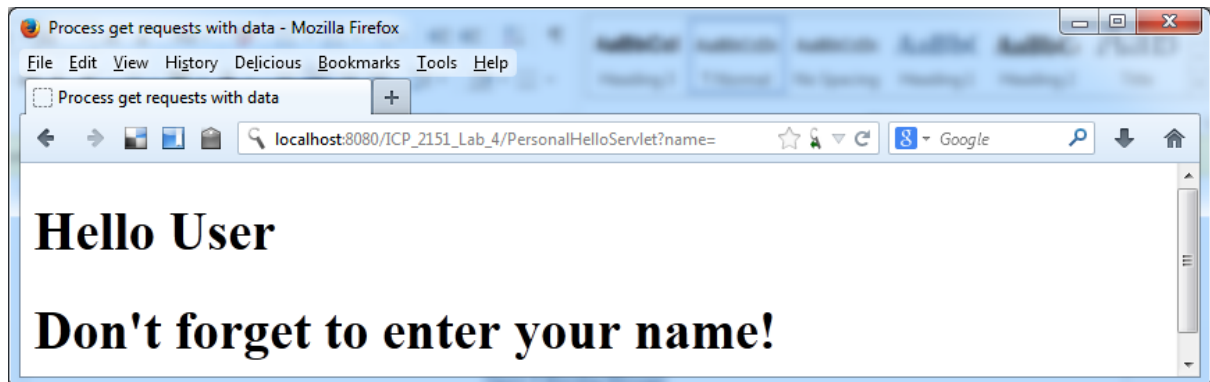 Process get requests with data - Mozilla Firefox
File Edit View History Delicious Bookmarks Tools Help
Process get requests with data +
localhost:8080/ICP_2151_Lab_4/PersonalHelloServlet?name=
8 Google
Hello User
Don't forget to enter your name!